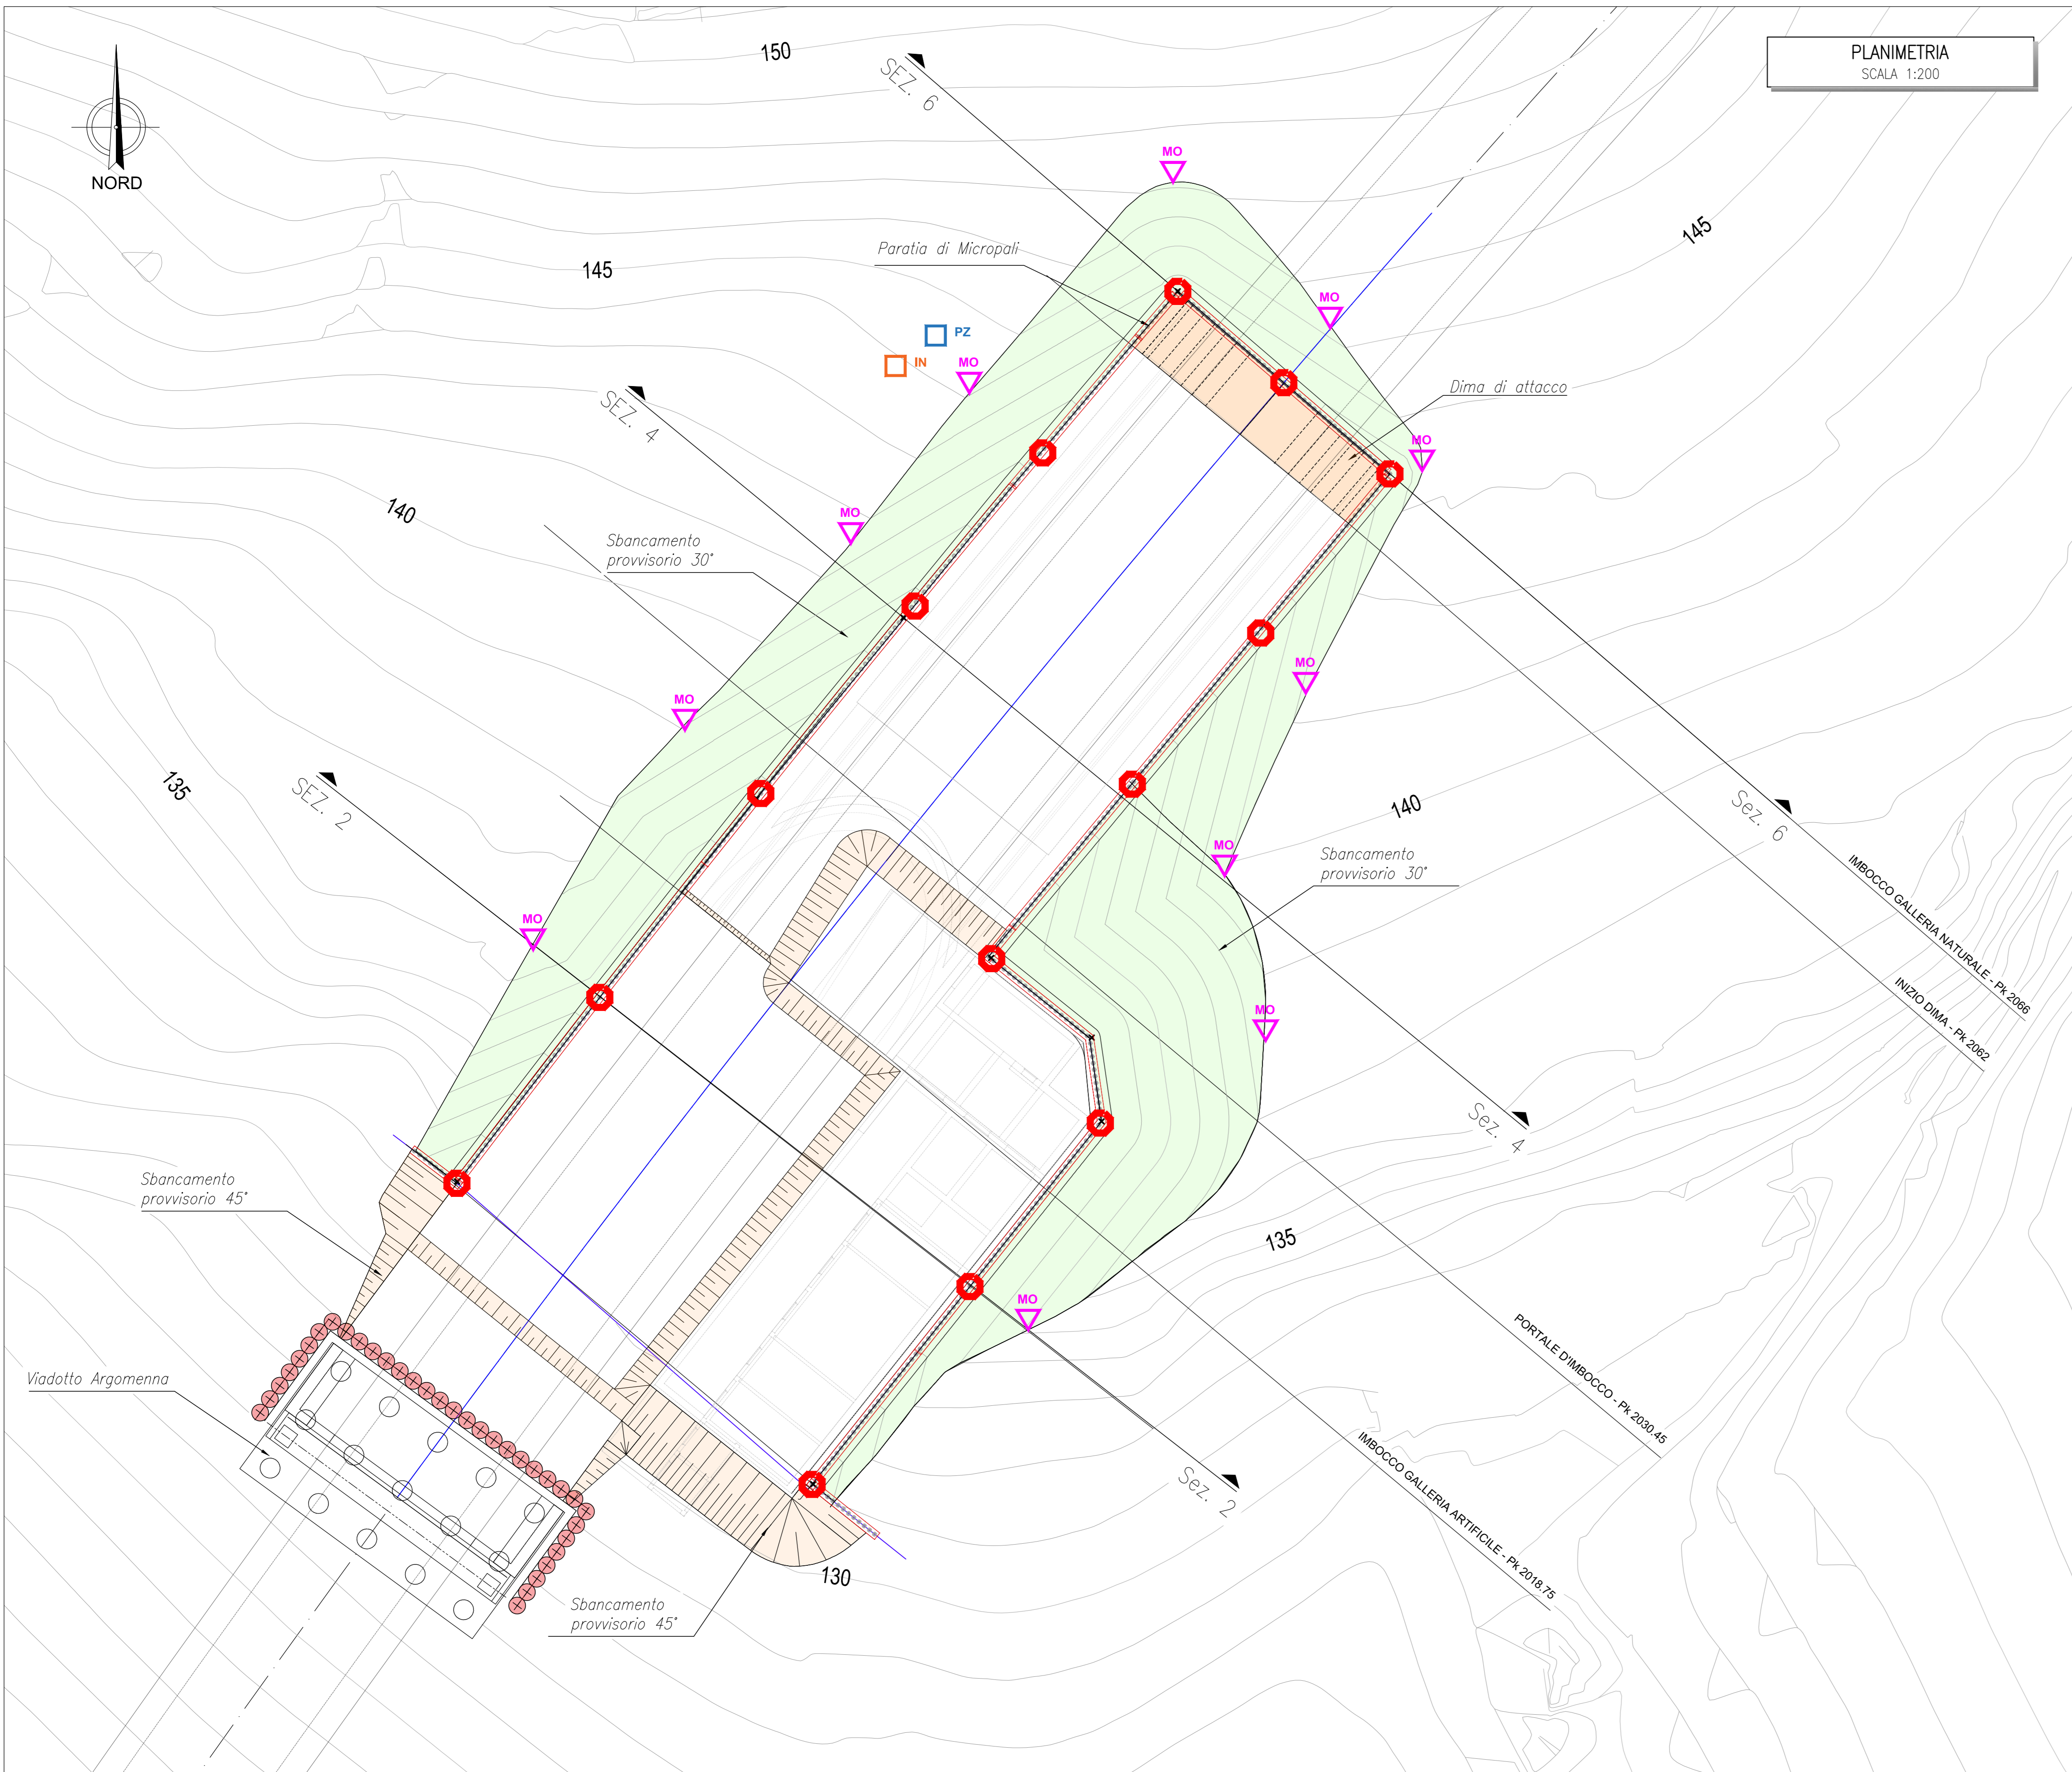 PLANIMETRIA
SCALA 1:200
150
SEZ. 6
NORD
MO
145
Paratia di Micropali
145
MO
PZ
IN
MO
Dima di attacco
SEZ. 4
MO
140
MO
Sbancamento
provvisorio 30°
MO
MO
135
SEZ. 2
Sez. 6
140
Sbancamento
provvisorio 30°
MO
IMBOCCO GALLERIA NATURALE - Pk 2066
MO
INIZIO DIMA - Pk 2062
MO
Sez. 4
Sbancamento
provvisorio 45°
135
MO
PORTALE D'IMBOCCO - Pk 2030.45
Viadotto Argomenna
IMBOCCO GALLERIA ARTIFICILE - Pk 2018.75
Sez. 2
130
Sbancamento
provvisorio 45°